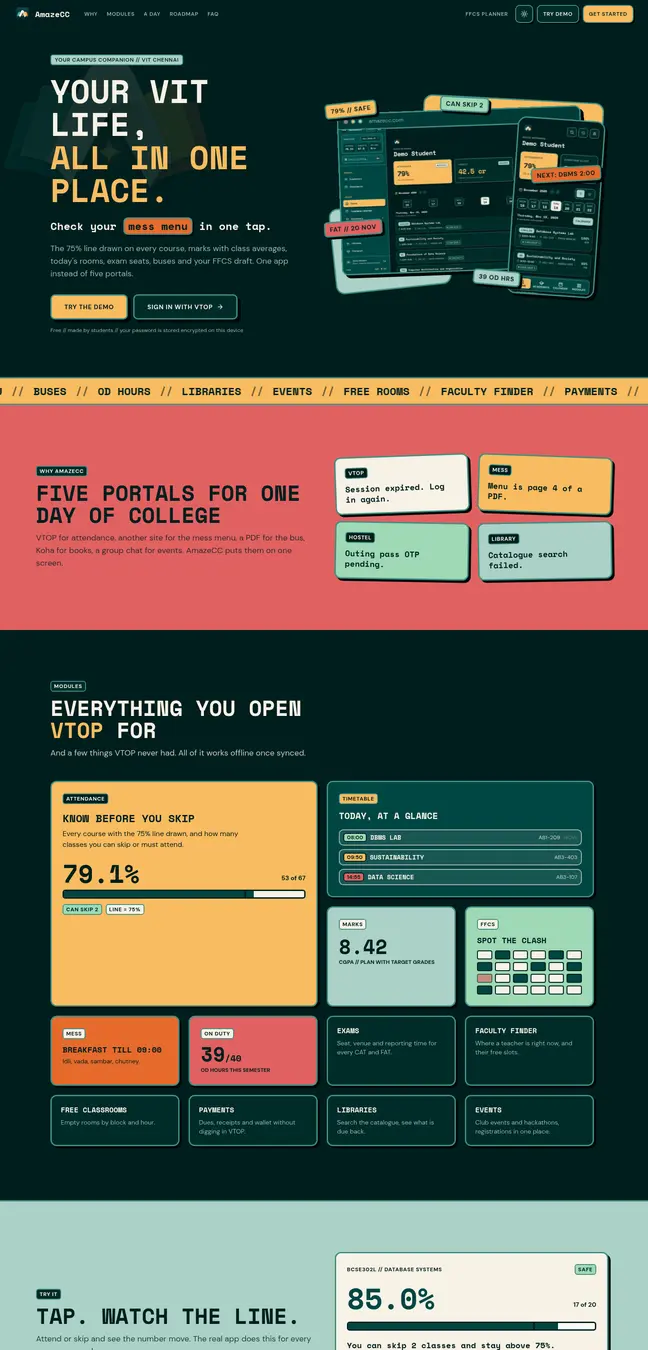 AmazeCC
WHY MODULES A DAY ROADMAP FAQ
FFCS PLANNER
TRY DEMO
GET STARTED
YOUR CAMPUS COMPANION // VIT CHENNAI
YOUR VIT
LIFE,
ALL IN ONE
PLACE.
Check your mess menu in one tap.
The 75% line drawn on every course, marks with class averages,
today's rooms, exam seats, buses and your FFCS draft. One app
instead of five portals.
TRY THE DEMO
SIGN IN WITH VTOP →
Free // made by students // your password is stored encrypted on this device
79% // SAFE
CAN SKIP 2
Demo Student
79%
42.5 cr
Demo Student
NEXT: DBMS 2:00
FAT // 20 NOV
39 OD HRS
// BUSES // OD HOURS // LIBRARIES // EVENTS // FREE ROOMS // FACULTY FINDER // PAYMENTS //
WHY AMAZECC
FIVE PORTALS FOR ONE
DAY OF COLLEGE
VTOP for attendance, another site for the mess menu, a PDF for the bus,
Koha for books, a group chat for events. AmazeCC puts them on one
screen.
VTOP
Session expired. Log
in again.
MESS
Menu is page 4 of a
PDF.
HOSTEL
Outing pass OTP
pending.
LIBRARY
Catalogue search
failed.
MODULES
EVERYTHING YOU OPEN
VTOP FOR
And a few things VTOP never had. All of it works offline once synced.
ATTENDANCE
KNOW BEFORE YOU SKIP
Every course with the 75% line drawn, and how many
classes you can skip or must attend.
79.1%
53 of 67
CAN SKIP 2
LINE = 75%
TIMETABLE
TODAY, AT A GLANCE
08:00 DBMS LAB AB1-208
09:50 SUSTAINABILITY AB3-403
14:50 DATA SCIENCE AB3-107
MARKS
8.42
CGPA // PLAN WITH TARGET GRADES
FFCS
SPOT THE CLASH
MESS
BREAKFAST TILL 09:00
Idli, vada, sambar, chutney.
ON DUTY
39/40
OD HOURS THIS SEMESTER
EXAMS
Seat, venue and reporting time for
every CAT and FAT.
FACULTY FINDER
Where a teacher is right now, and
their free slots.
FREE CLASSROOMS
Empty rooms by block and hour.
PAYMENTS
Dues, receipts and wallet without
digging in VTOP.
LIBRARIES
Search the catalogue, see what is
due back.
EVENTS
Club events and hackathons,
registrations in one place.
TRY IT
TAP. WATCH THE LINE.
Attend or skip and see the number move. The real app does this for every
BCSE302L // DATABASE SYSTEMS
SAFE
85.0%
17 of 20
You can skip 2 classes and stay above 75%.